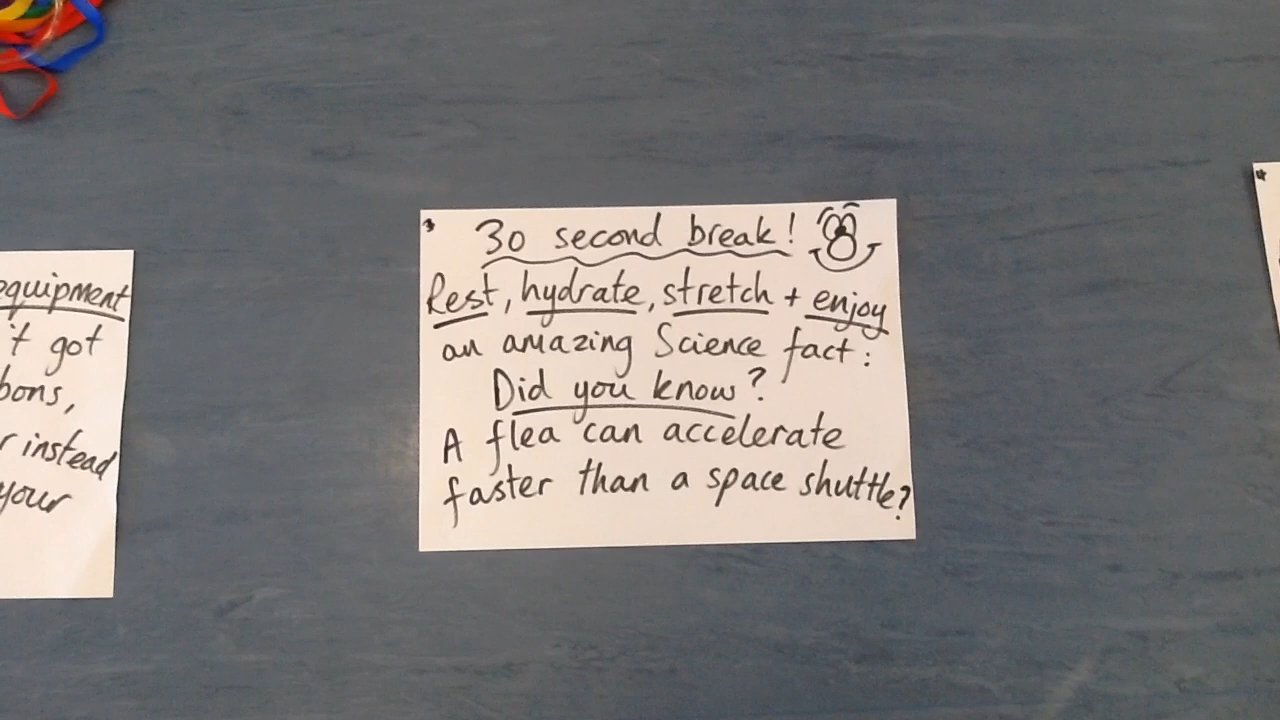 equipment
't got
bons,
r instead
your
3 30 second break!
Rest, hydrate, stretch + enjoy
an amazing Science fact:
Did you know?
A flea can accelerate
faster than a space shuttle?